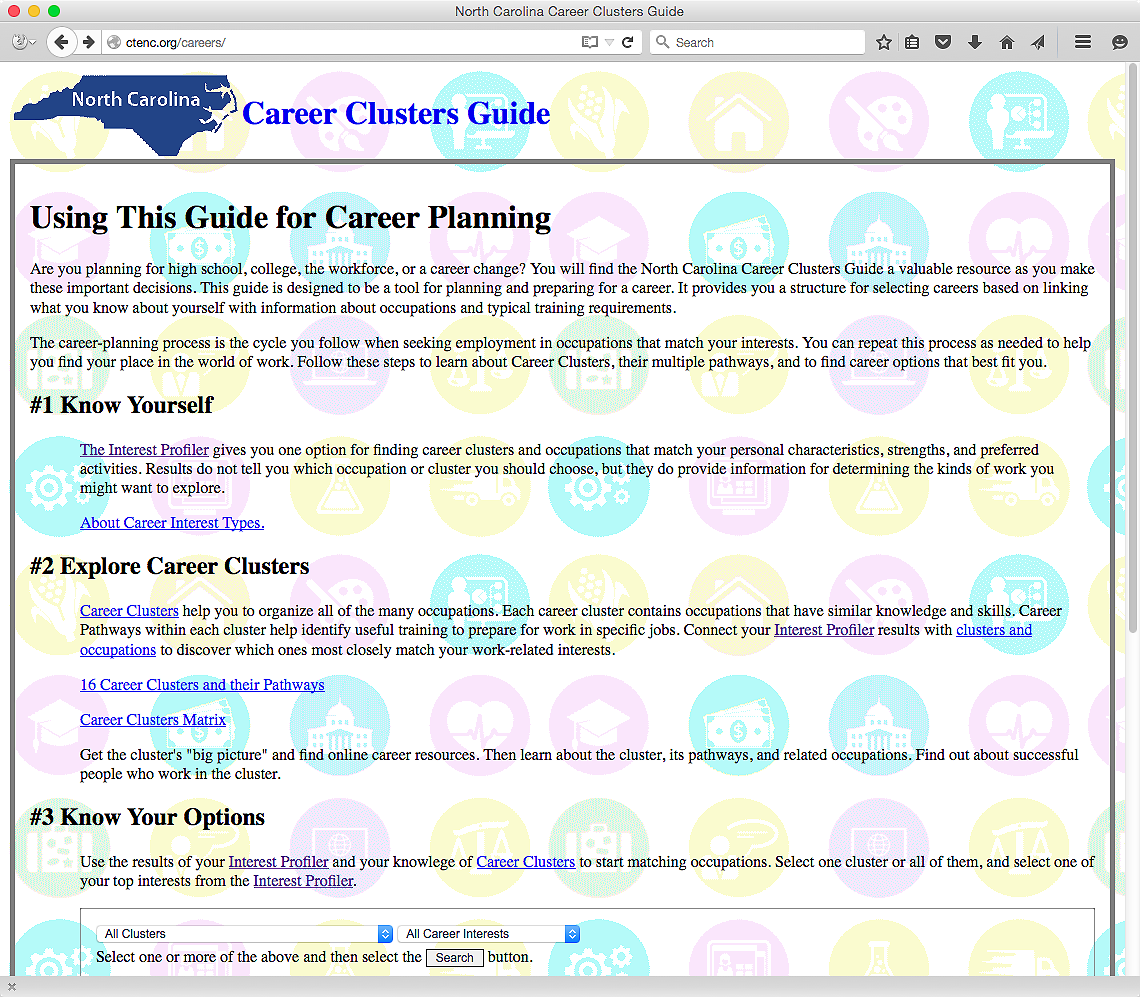 North Carolina Career Clusters Guide
ctenc.org/careers/
Search
North Carolina
Career Clusters Guide
Using This Guide for Career Planning
Are you planning for high school, college, the workforce, or a career change? You will find the North Carolina Career Clusters Guide a valuable resource as you make
these important decisions. This guide is designed to be a tool for planning and preparing for a career. It provides you a structure for selecting careers based on linking
what you know about yourself with information about occupations and typical training requirements.
The career-planning process is the cycle you follow when seeking employment in occupations that match your interests. You can repeat this process as needed to help
you find your place in the world of work. Follow these steps to learn about Career Clusters, their multiple pathways, and to find career options that best fit you.
#1 Know Yourself
The Interest Profiler gives you one option for finding career clusters and occupations that match your personal characteristics, strengths, and preferred
activities. Results do not tell you which occupation or cluster you should choose, but they do provide information for determining the kinds of work you
might want to explore.
About Career Interest Types.
#2 Explore Career Clusters
Career Clusters help you to organize all of the many occupations. Each career cluster contains occupations that have similar knowledge and skills. Career
Pathways within each cluster help identify useful training to prepare for work in specific jobs. Connect your Interest Profiler results with clusters and
occupations to discover which ones most closely match your work-related interests.
16 Career Clusters and their Pathways
Career Clusters Matrix
Get the cluster's "big picture" and find online career resources. Then learn about the cluster, its pathways, and related occupations. Find out about successful
people who work in the cluster.
#3 Know Your Options
Use the results of your Interest Profiler and your knowlege of Career Clusters to start matching occupations. Select one cluster or all of them, and select one of
your top interests from the Interest Profiler.
All Clusters
All Career Interests
Select one or more of the above and then select the Search button.